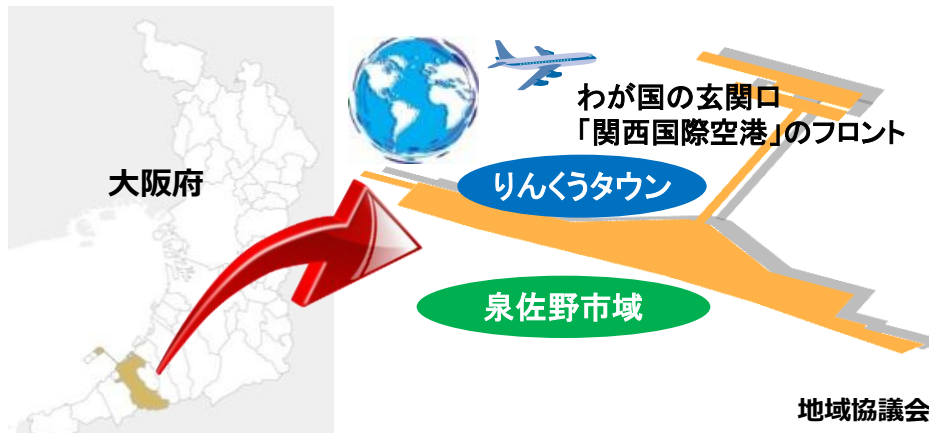 大阪府
わが国の玄関口
「関西国際空港」のフロント
りんくうタウン
泉佐野市域
地域協議会